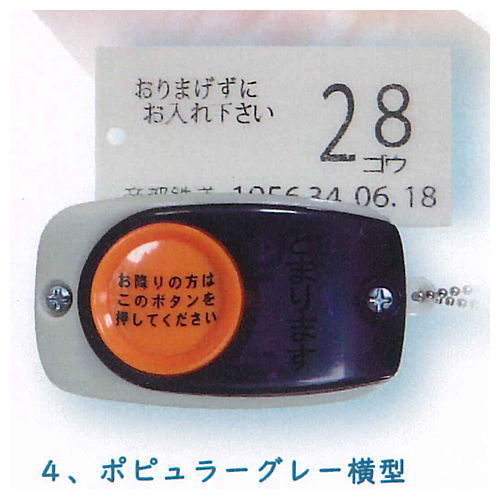 おりまげずに
お入れ下さい
28
ゴウ
1956 34.06.18
お降りの方は
このボタンを
押してください
とまります
4、ポピュラーグレー横型